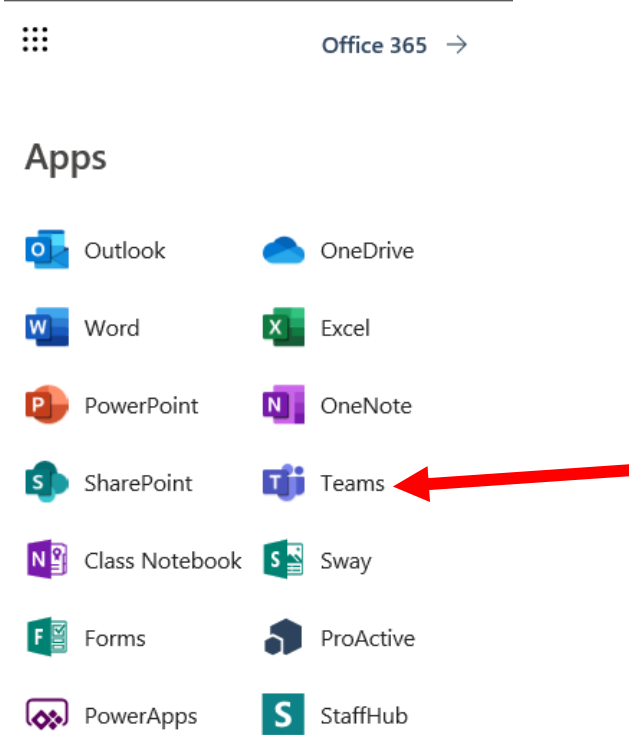 Office 365 →
Apps
Outlook OneDrive
Word Excel
PowerPoint OneNote
SharePoint Teams
Class Notebook Sway
Forms ProActive
PowerApps StaffHub